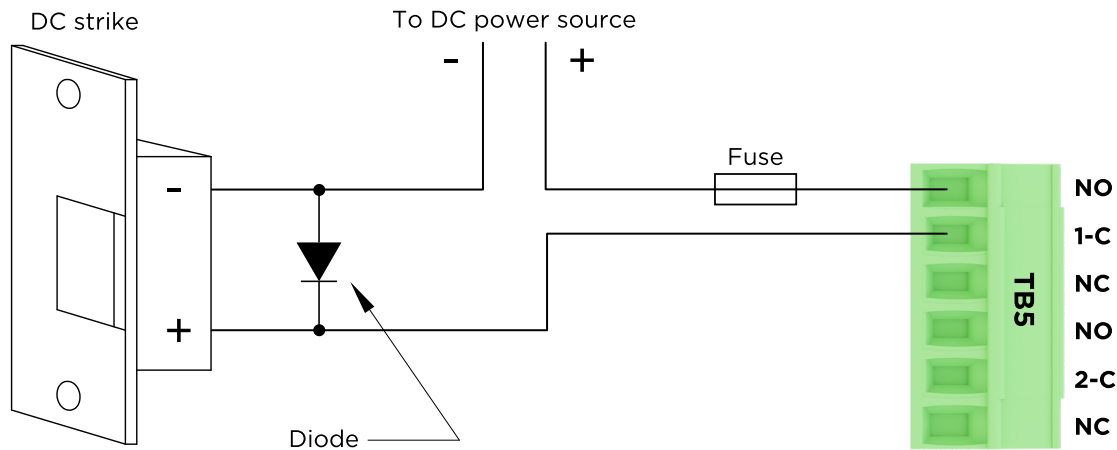 DC strike
To DC power source
-
+
Fuse
-
+
Diode
TB5
NO
1-C
NC
NO
2-C
NC